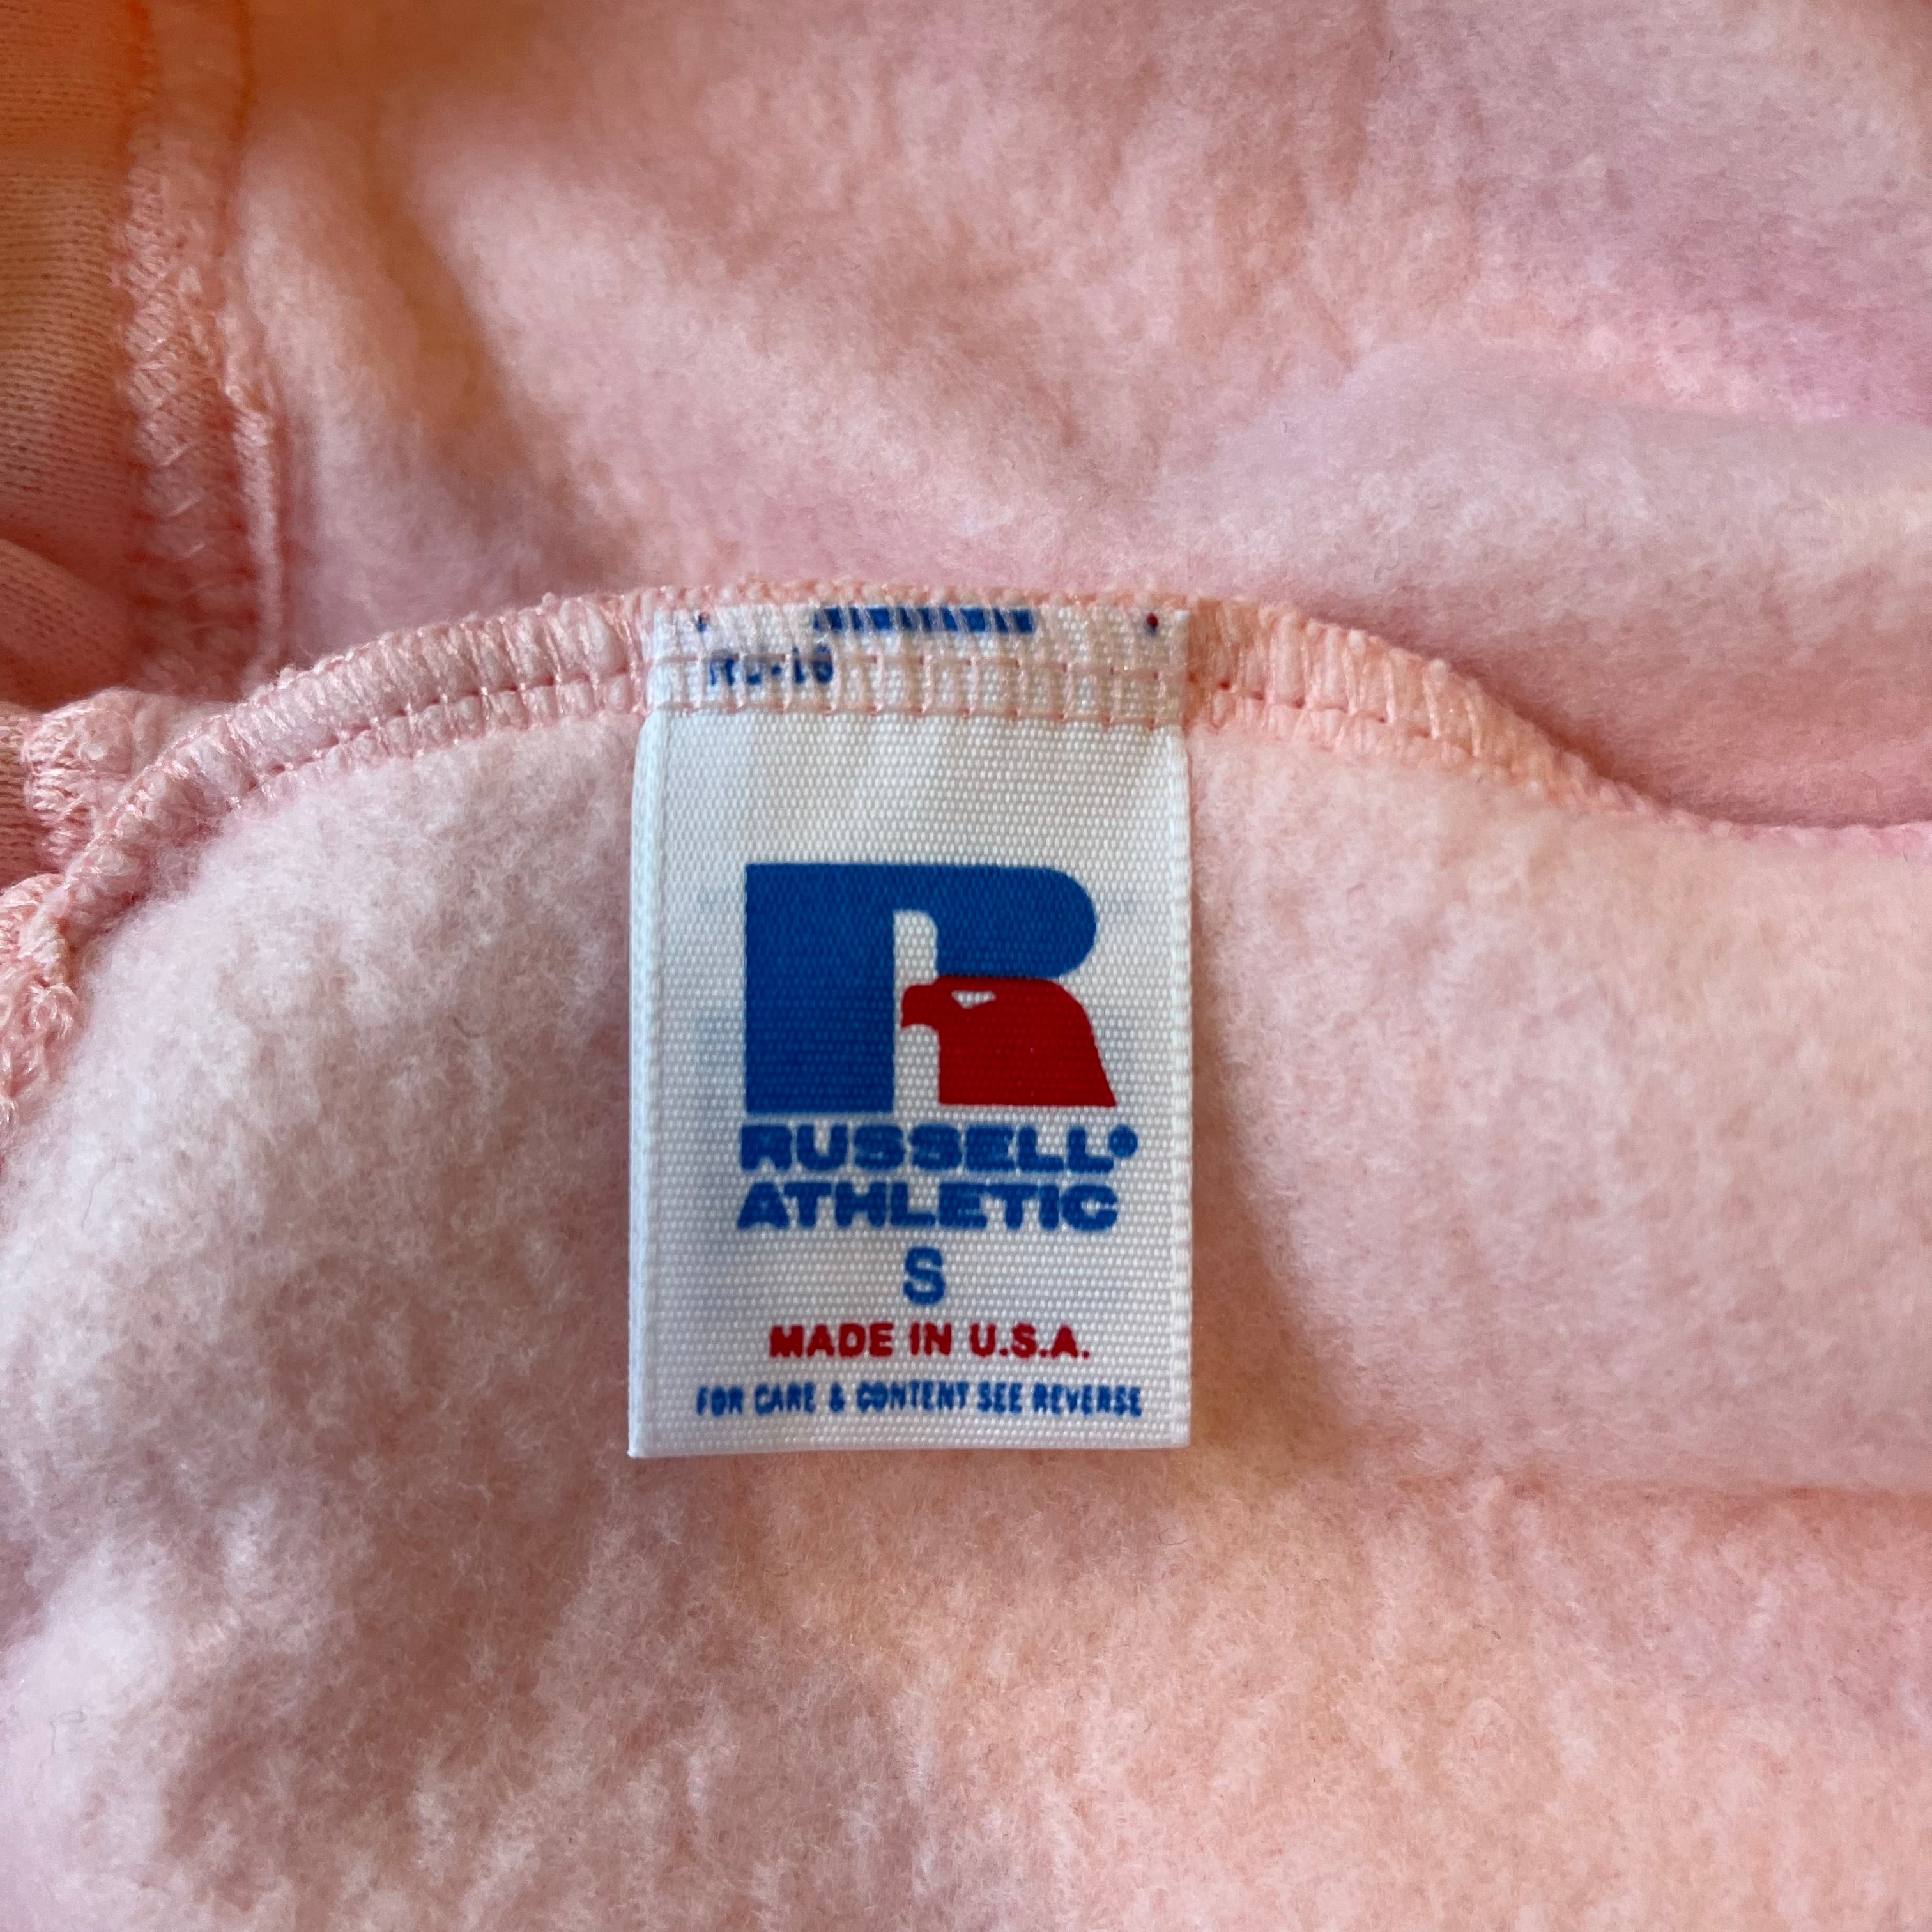 RUSSELL®
ATHLETIC
S
MADE IN U.S.A.
FOR CARE & CONTENT SEE REVERSE